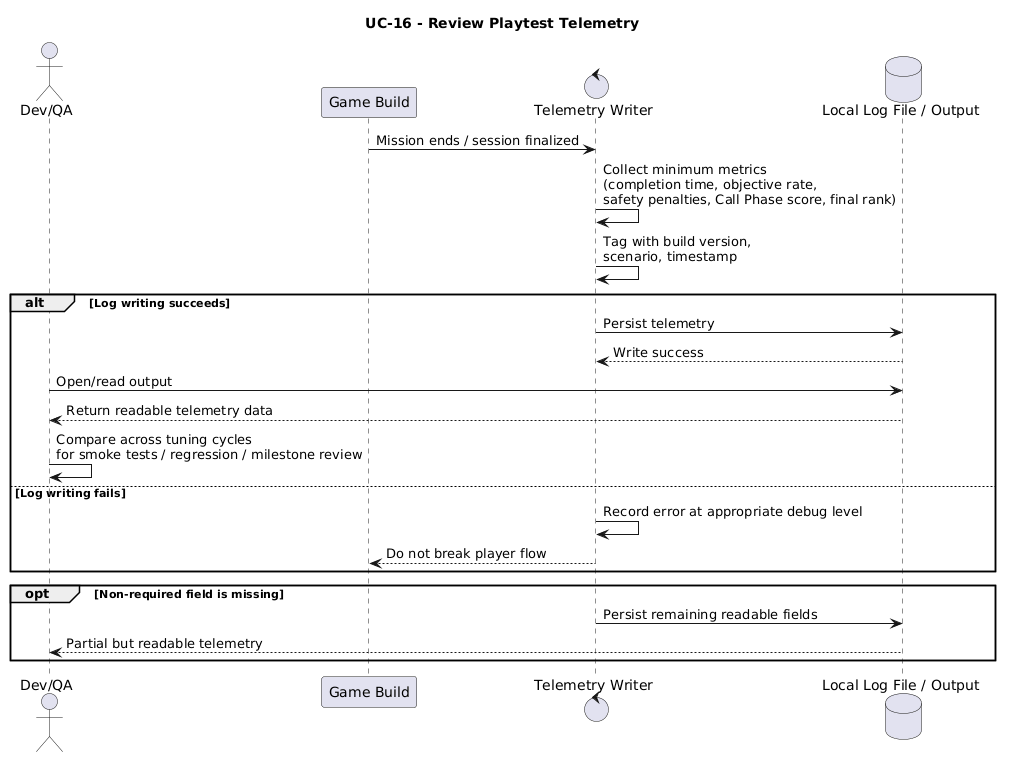 UC-16 - Review Playtest Telemetry
Dev/QA
Game Build
Telemetry Writer
Local Log File / Output
Mission ends / session finalized
Collect minimum metrics
(completion time, objective rate,
safety penalties, Call Phase score, final rank)
Tag with build version,
scenario, timestamp
alt
[Log writing succeeds]
Persist telemetry
Write success
Open/read output
Return readable telemetry data
Compare across tuning cycles
for smoke tests / regression / milestone review
[Log writing fails]
Record error at appropriate debug level
Do not break player flow
opt
[Non-required field is missing]
Persist remaining readable fields
Partial but readable telemetry
Dev/QA
Game Build
Telemetry Writer
Local Log File / Output